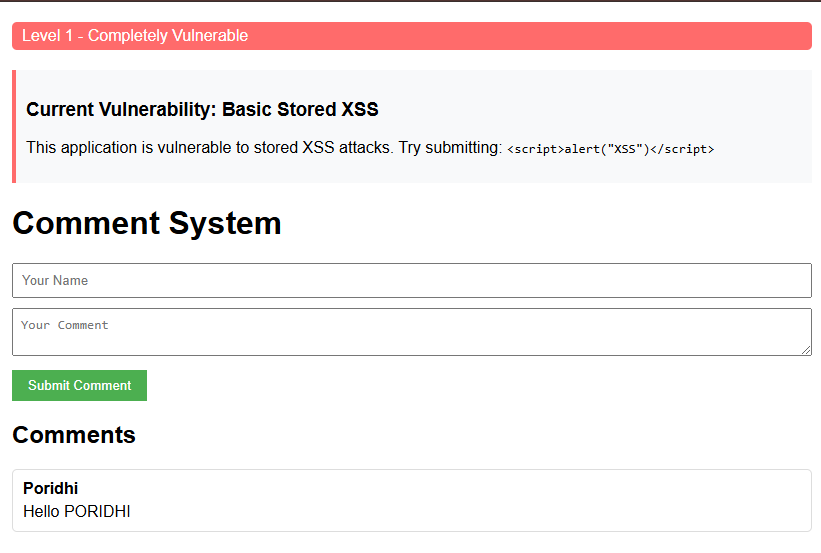 Level 1 - Completely Vulnerable
Current Vulnerability: Basic Stored XSS
This application is vulnerable to stored XSS attacks. Try submitting: <script>alert("XSS")</script>
Comment System
Your Name
Your Comment
Submit Comment
Comments
Poridhi
Hello PORIDHI